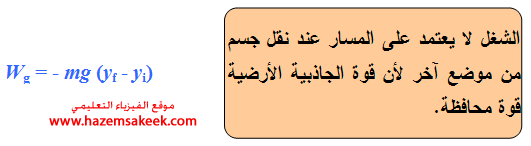 الشغل لا يعتمد على المسار عند نقل جسم
من موضع آخر لأن قوة الجاذبية الأرضية
قوة محافظة.
Wg = - mg (yf - yi)
موقع الفيزياء التعليمي
www.hazemsakeek.com